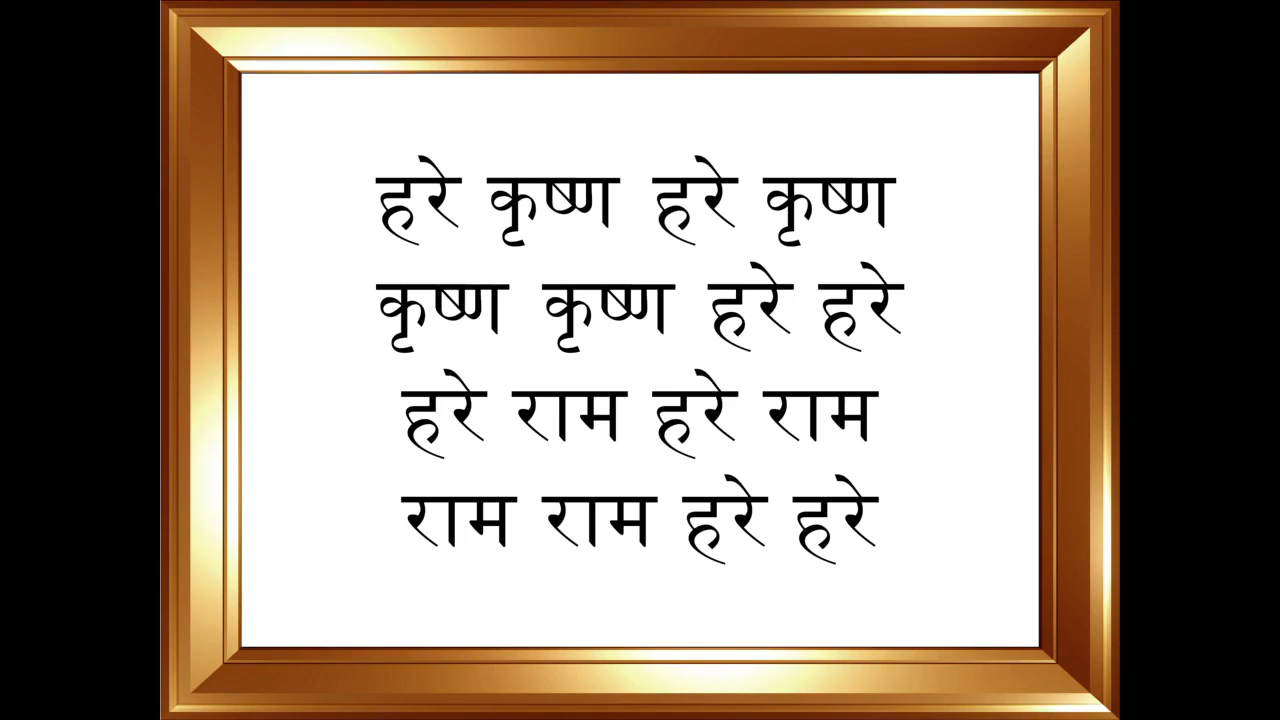 हरे कृष्ण हरे कृष्ण
कृष्ण कृष्ण हरे हरे
हरे राम हरे राम
राम राम हरे हरे